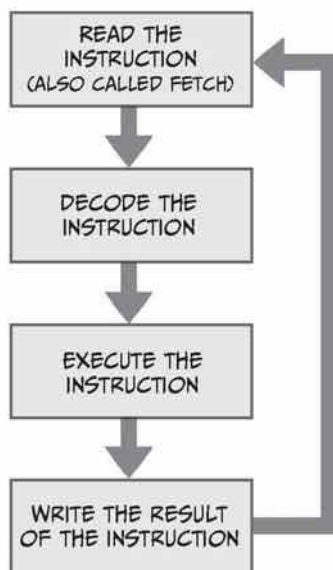 READ THE
INSTRUCTION
(ALSO CALLED FETCH)
DECODE THE
INSTRUCTION
EXECUTE THE
INSTRUCTION
WRITE THE RESULT
OF THE INSTRUCTION